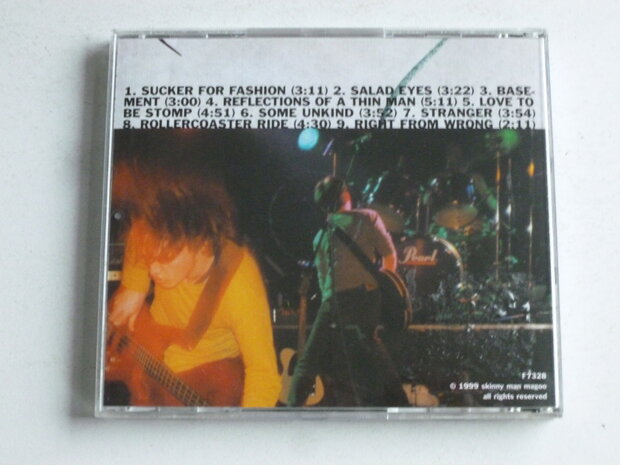 1. SUCKER FOR FASHION (3:11) 2. SALAD EYES (3:22) 3. BASE-
MENT (3:00) 4. REFLECTIONS OF A THIN MAN (5:11) 5. LOVE TO
BE STOMP (4:51) 6. SOME UNKIND (3:52) 7. STRANGER (3:54)
8. ROLLERCOASTER RIDE (4:30) 9. RIGHT FROM WRONG (2:11)
Pearl
F7328
© 1999 skinny man magoo
all rights reserved